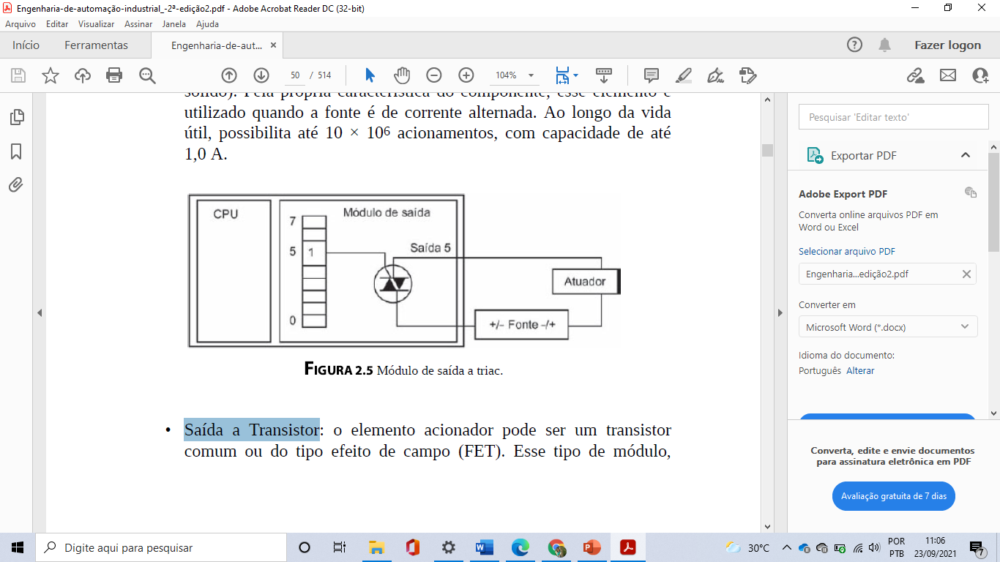 Engenharia-de-automação-industrial_-2ª-edição2.pdf - Adobe Acrobat Reader DC (32-bit)
Arquivo Editar Visualizar Assinar Janela Ajuda
Início Ferramentas Engenharia-de-aut... × Fazer logon
50 / 514 104%
sólido). Pela própria característica do componente, esse elemento é
utilizado quando a fonte é de corrente alternada. Ao longo da vida
útil, possibilita até 10 × 106 acionamentos, com capacidade de até
1,0 A.
CPU
Módulo de saída
7
5 1
0
Saída 5
Atuador
+/– Fonte –/+
FIGURA 2.5 Módulo de saída a triac.
• Saída a Transistor: o elemento acionador pode ser um transistor
comum ou do tipo efeito de campo (FET). Esse tipo de módulo,
Pesquisar 'Editar texto'
Exportar PDF
Adobe Export PDF
Converta online arquivos PDF em
Word ou Excel
Selecionar arquivo PDF
Engenharia...edição2.pdf
Converter em
Microsoft Word (*.docx)
Idioma do documento:
Português Alterar
Converta, edite e envie documentos
para assinatura eletrônica em PDF
Avaliação gratuita de 7 dias
Digite aqui para pesquisar
30°C
POR
PTB
11:06
23/09/2021
7